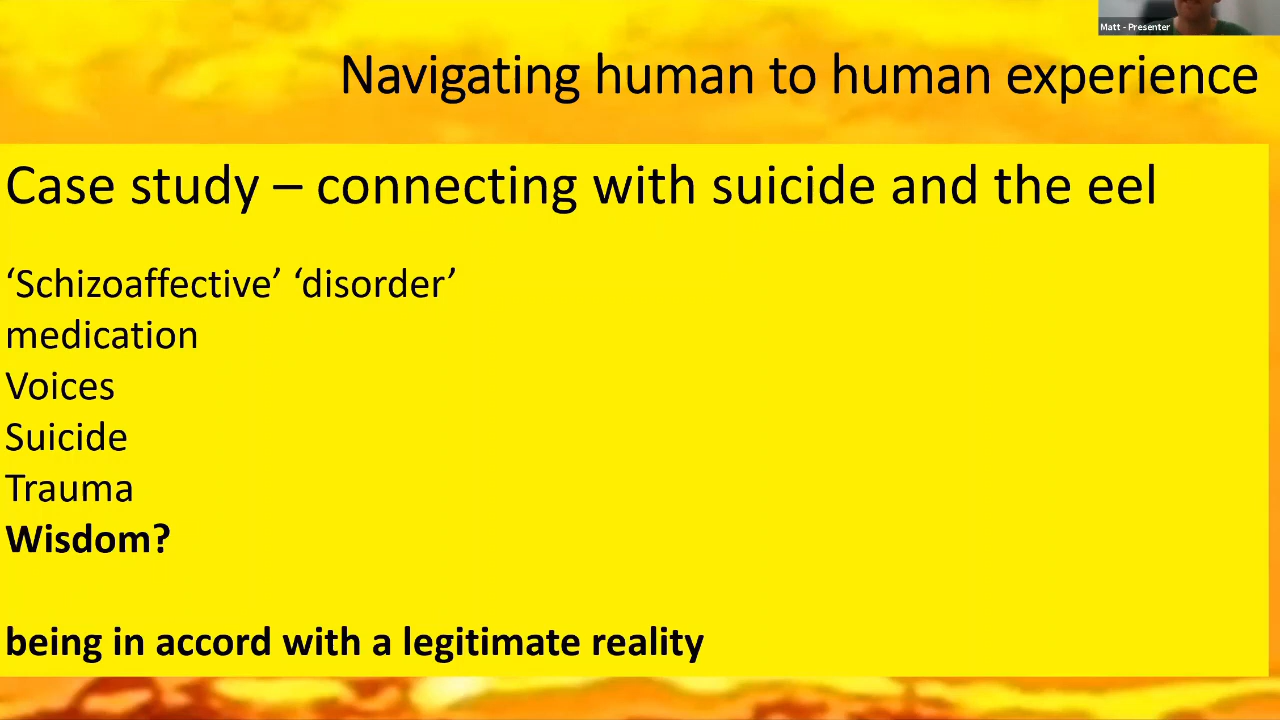 Matt - Presenter
Navigating human to human experience
Case study – connecting with suicide and the eel
‘Schizoaffective’ ‘disorder’
medication
Voices
Suicide
Trauma
Wisdom?
being in accord with a legitimate reality